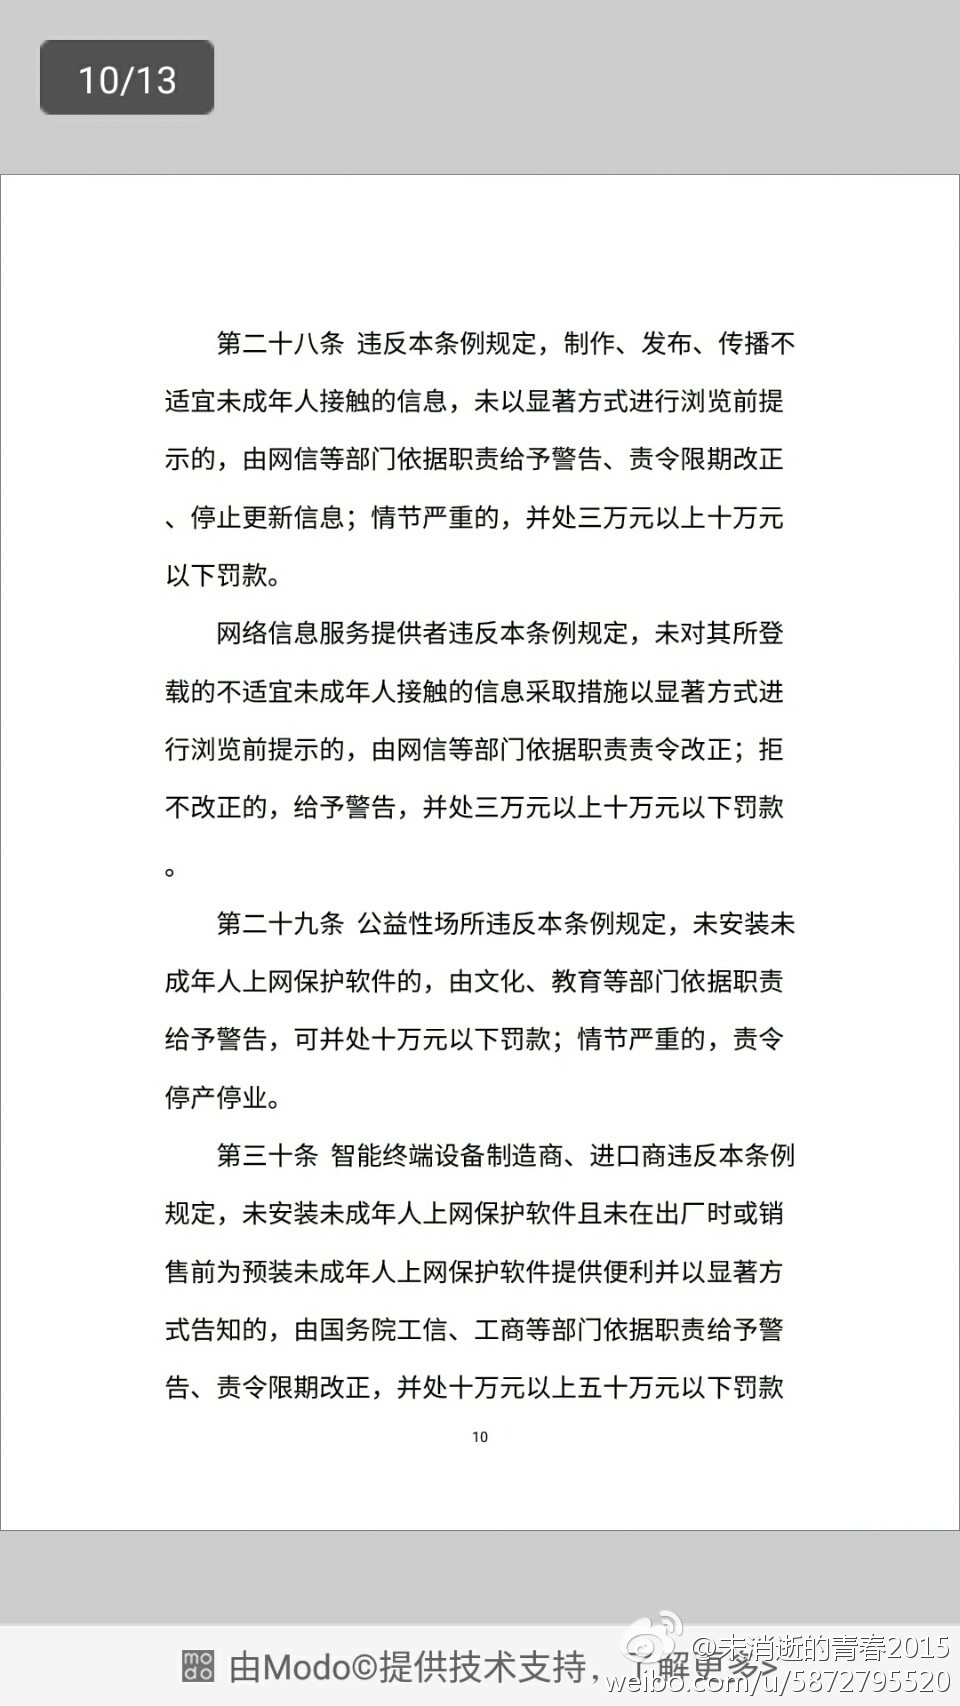 10/13
第二十八条 违反本条例规定，制作、发布、传播不
适宜未成年人接触的信息，未以显著方式进行浏览前提
示的，由网信等部门依据职责给予警告、责令限期改正
、停止更新信息；情节严重的，并处三万元以上十万元
以下罚款。
网络信息服务提供者违反本条例规定，未对其所登
载的不适宜未成年人接触的信息采取措施以显著方式进
行浏览前提示的，由网信等部门依据职责责令改正；拒
不改正的，给予警告，并处三万元以上十万元以下罚款
。
第二十九条 公益性场所违反本条例规定，未安装未
成年人上网保护软件的，由文化、教育等部门依据职责
给予警告，可并处十万元以下罚款；情节严重的，责令
停产停业。
第三十条 智能终端设备制造商、进口商违反本条例
规定，未安装未成年人上网保护软件且未在出厂时或销
售前为预装未成年人上网保护软件提供便利并以显著方
式告知的，由国务院工信、工商等部门依据职责给予警
告、责令限期改正，并处十万元以上五十万元以下罚款
10
modo 由Modo©提供技术支持，了解更多>
@未消逝的青春2015
weibo.com/u/5872795520